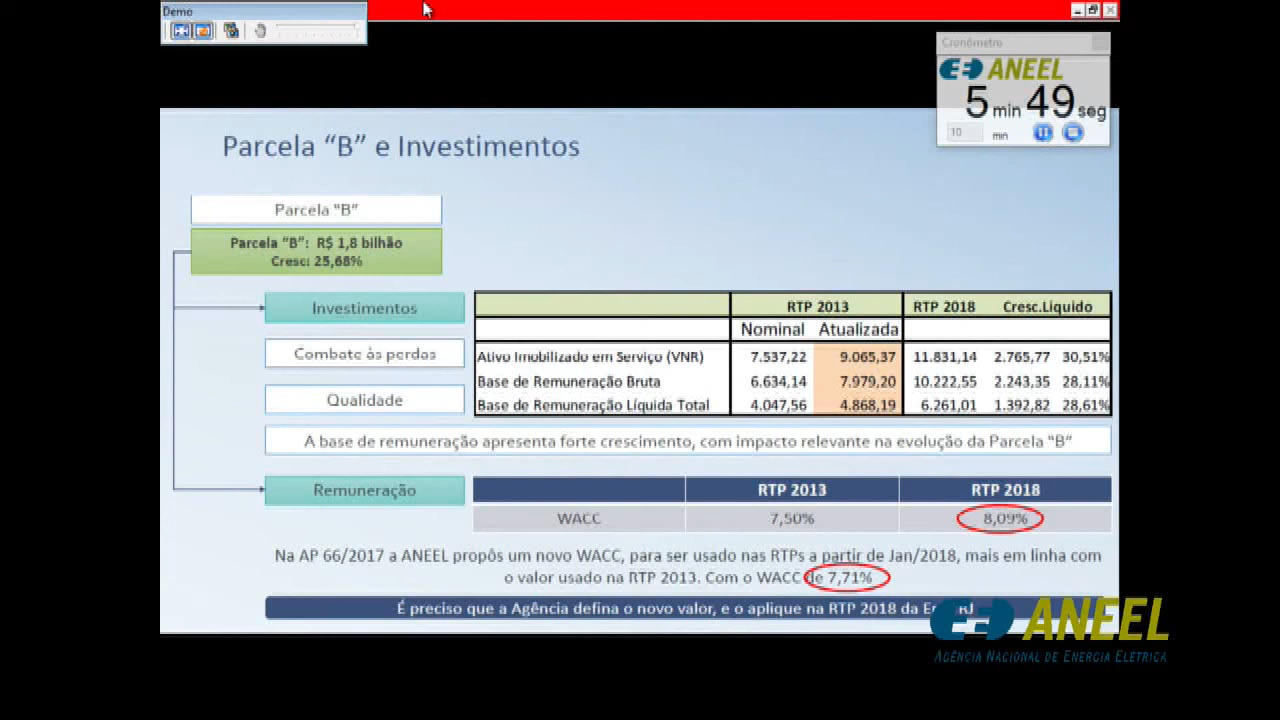 Demo
Cronômetro
ANEEL
5 min 49 seg
10 min
Parcela “B” e Investimentos
Parcela “B”
Parcela “B”: R$ 1,8 bilhão
Cresc: 25,68%
Investimentos
Combate às perdas
Qualidade
RTP 2013 RTP 2018 Cresc.Liquido
Nominal Atualizada
Ativo Imobilizado em Serviço (VNR) 7.537,22 9.065,37 11.831,14 2.765,77 30,51%
Base de Remuneração Bruta 6.634,14 7.979,20 10.222,55 2.243,35 28,11%
Base de Remuneração Líquida Total 4.047,56 4.868,19 6.261,01 1.392,82 28,61%
A base de remuneração apresenta forte crescimento, com impacto relevante na evolução da Parcela “B”
Remuneração
RTP 2013 RTP 2018
WACC 7,50% 8,09%
Na AP 66/2017 a ANEEL propôs um novo WACC, para ser usado nas RTPs a partir de Jan/2018, mais em linha com
o valor usado na RTP 2013. Com o WACC de 7,71%
É preciso que a Agência defina o novo valor, e o aplique na RTP 2018 da
ANEEL
AGÊNCIA NACIONAL DE ENERGIA ELÉTRICA